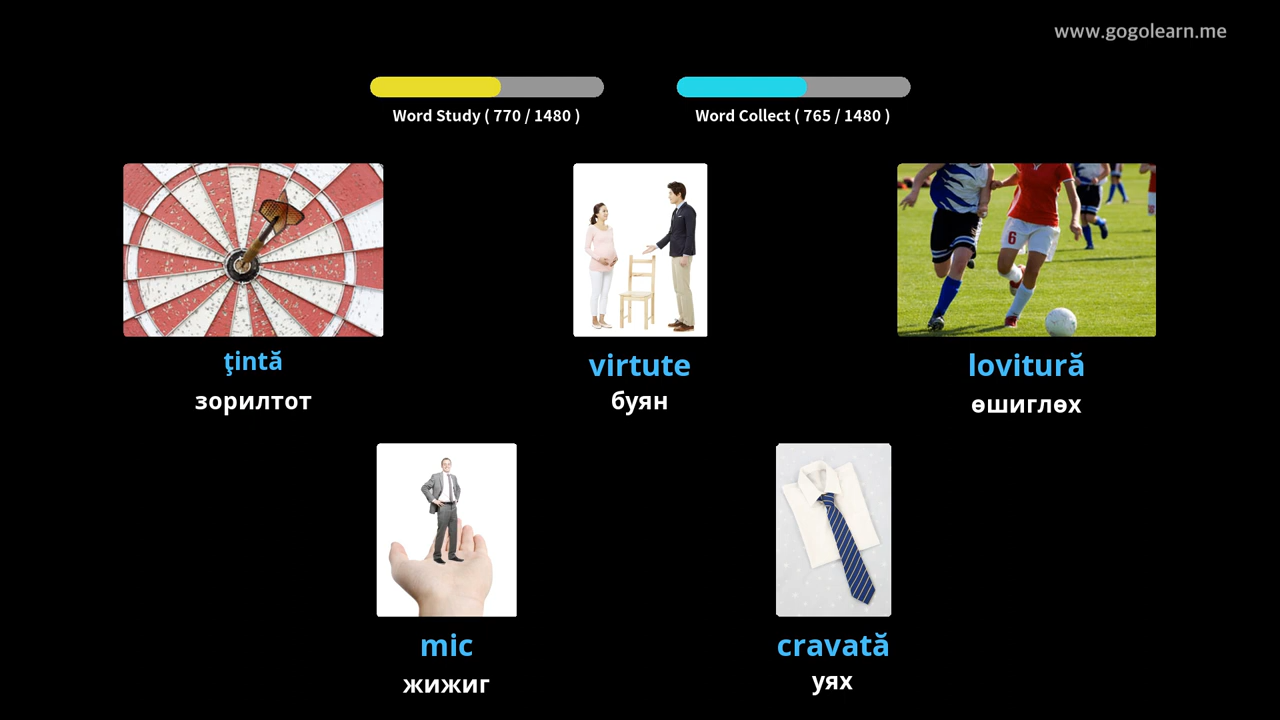 www.gogolearn.me
Word Study ( 770 / 1480 )
Word Collect ( 765 / 1480 )
ţintă
virtute
lovitură
зорилтот
буян
өшиглөх
6
mic
cravată
жижиг
уях